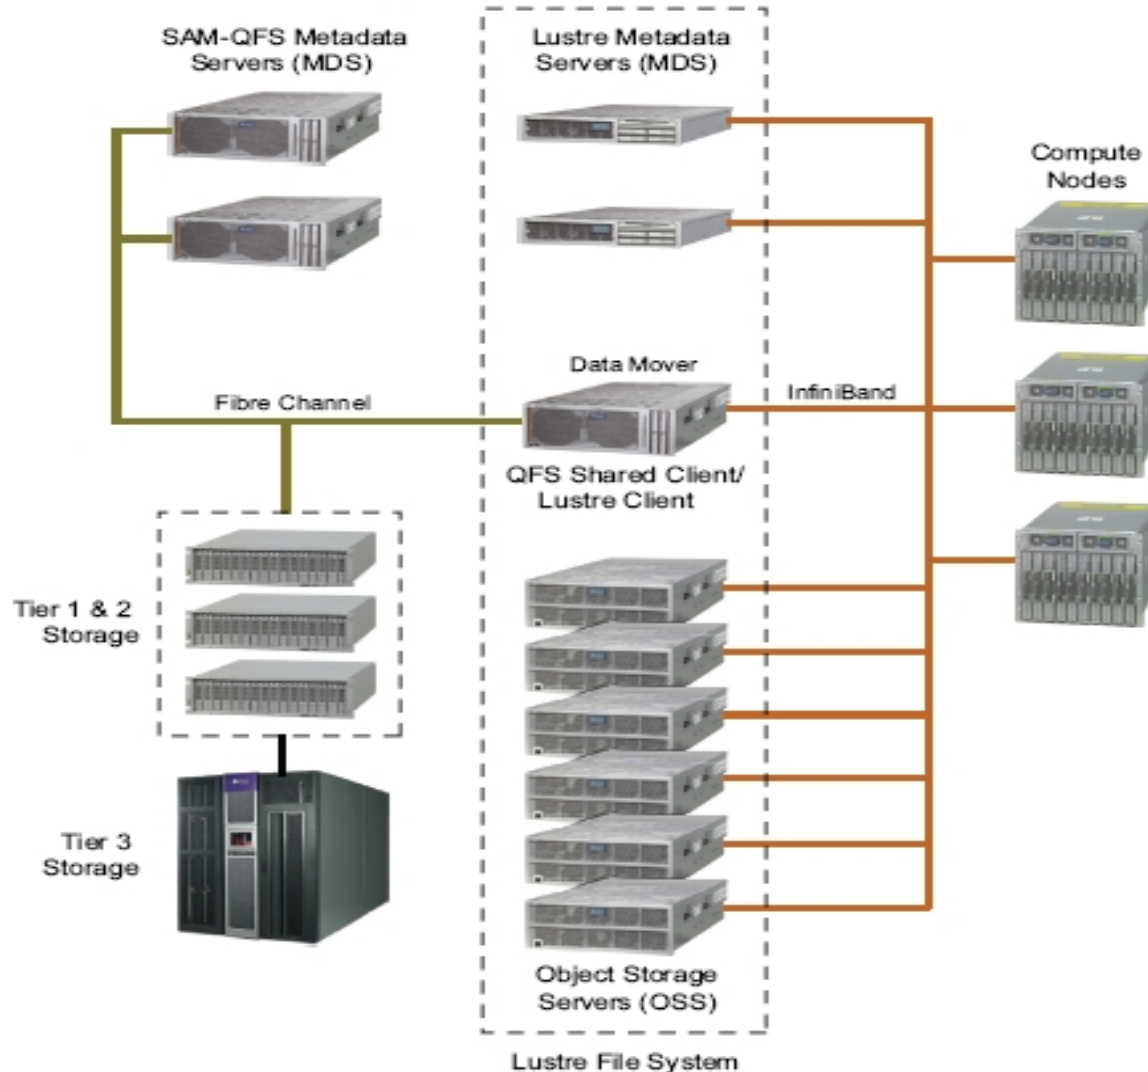 SAM-QFS Metadata
Servers (MDS)
Lustre Metadata
Servers (MDS)
Compute
Nodes
Data Mover
Fibre Channel
InfiniBand
QFS Shared Client/
Lustre Client
Tier 1 & 2
Storage
Tier 3
Storage
Object Storage
Servers (OSS)
Lustre File System